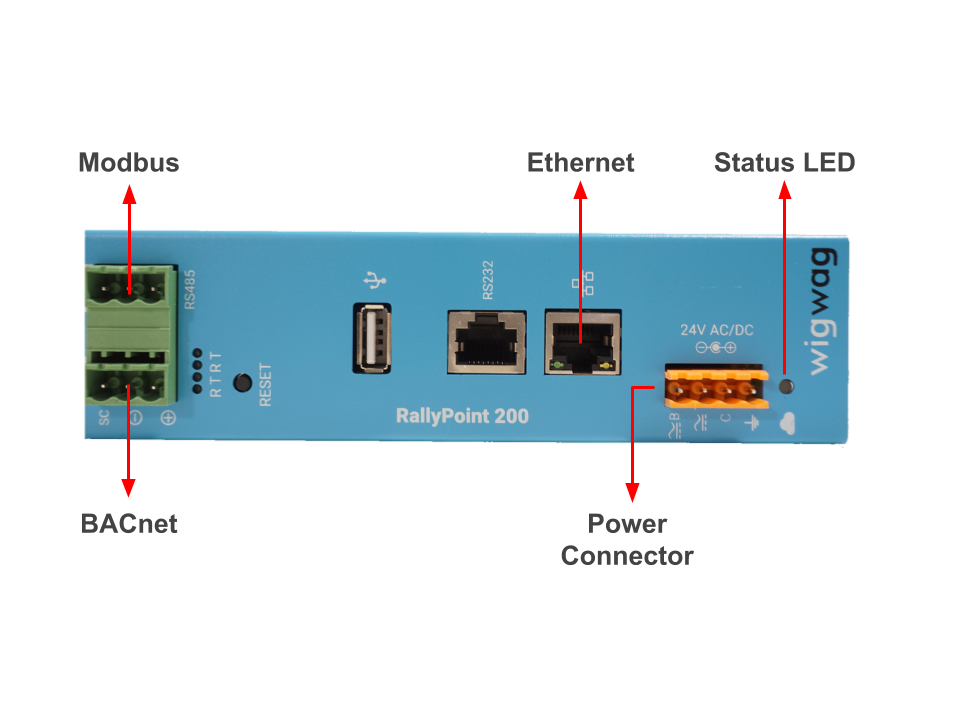 Modbus
Ethernet
Status LED
RS485
RS232
24V AC/DC
wigwag
R T R T
RESET
RallyPoint 200
SC
B
C
BACnet
Power
Connector